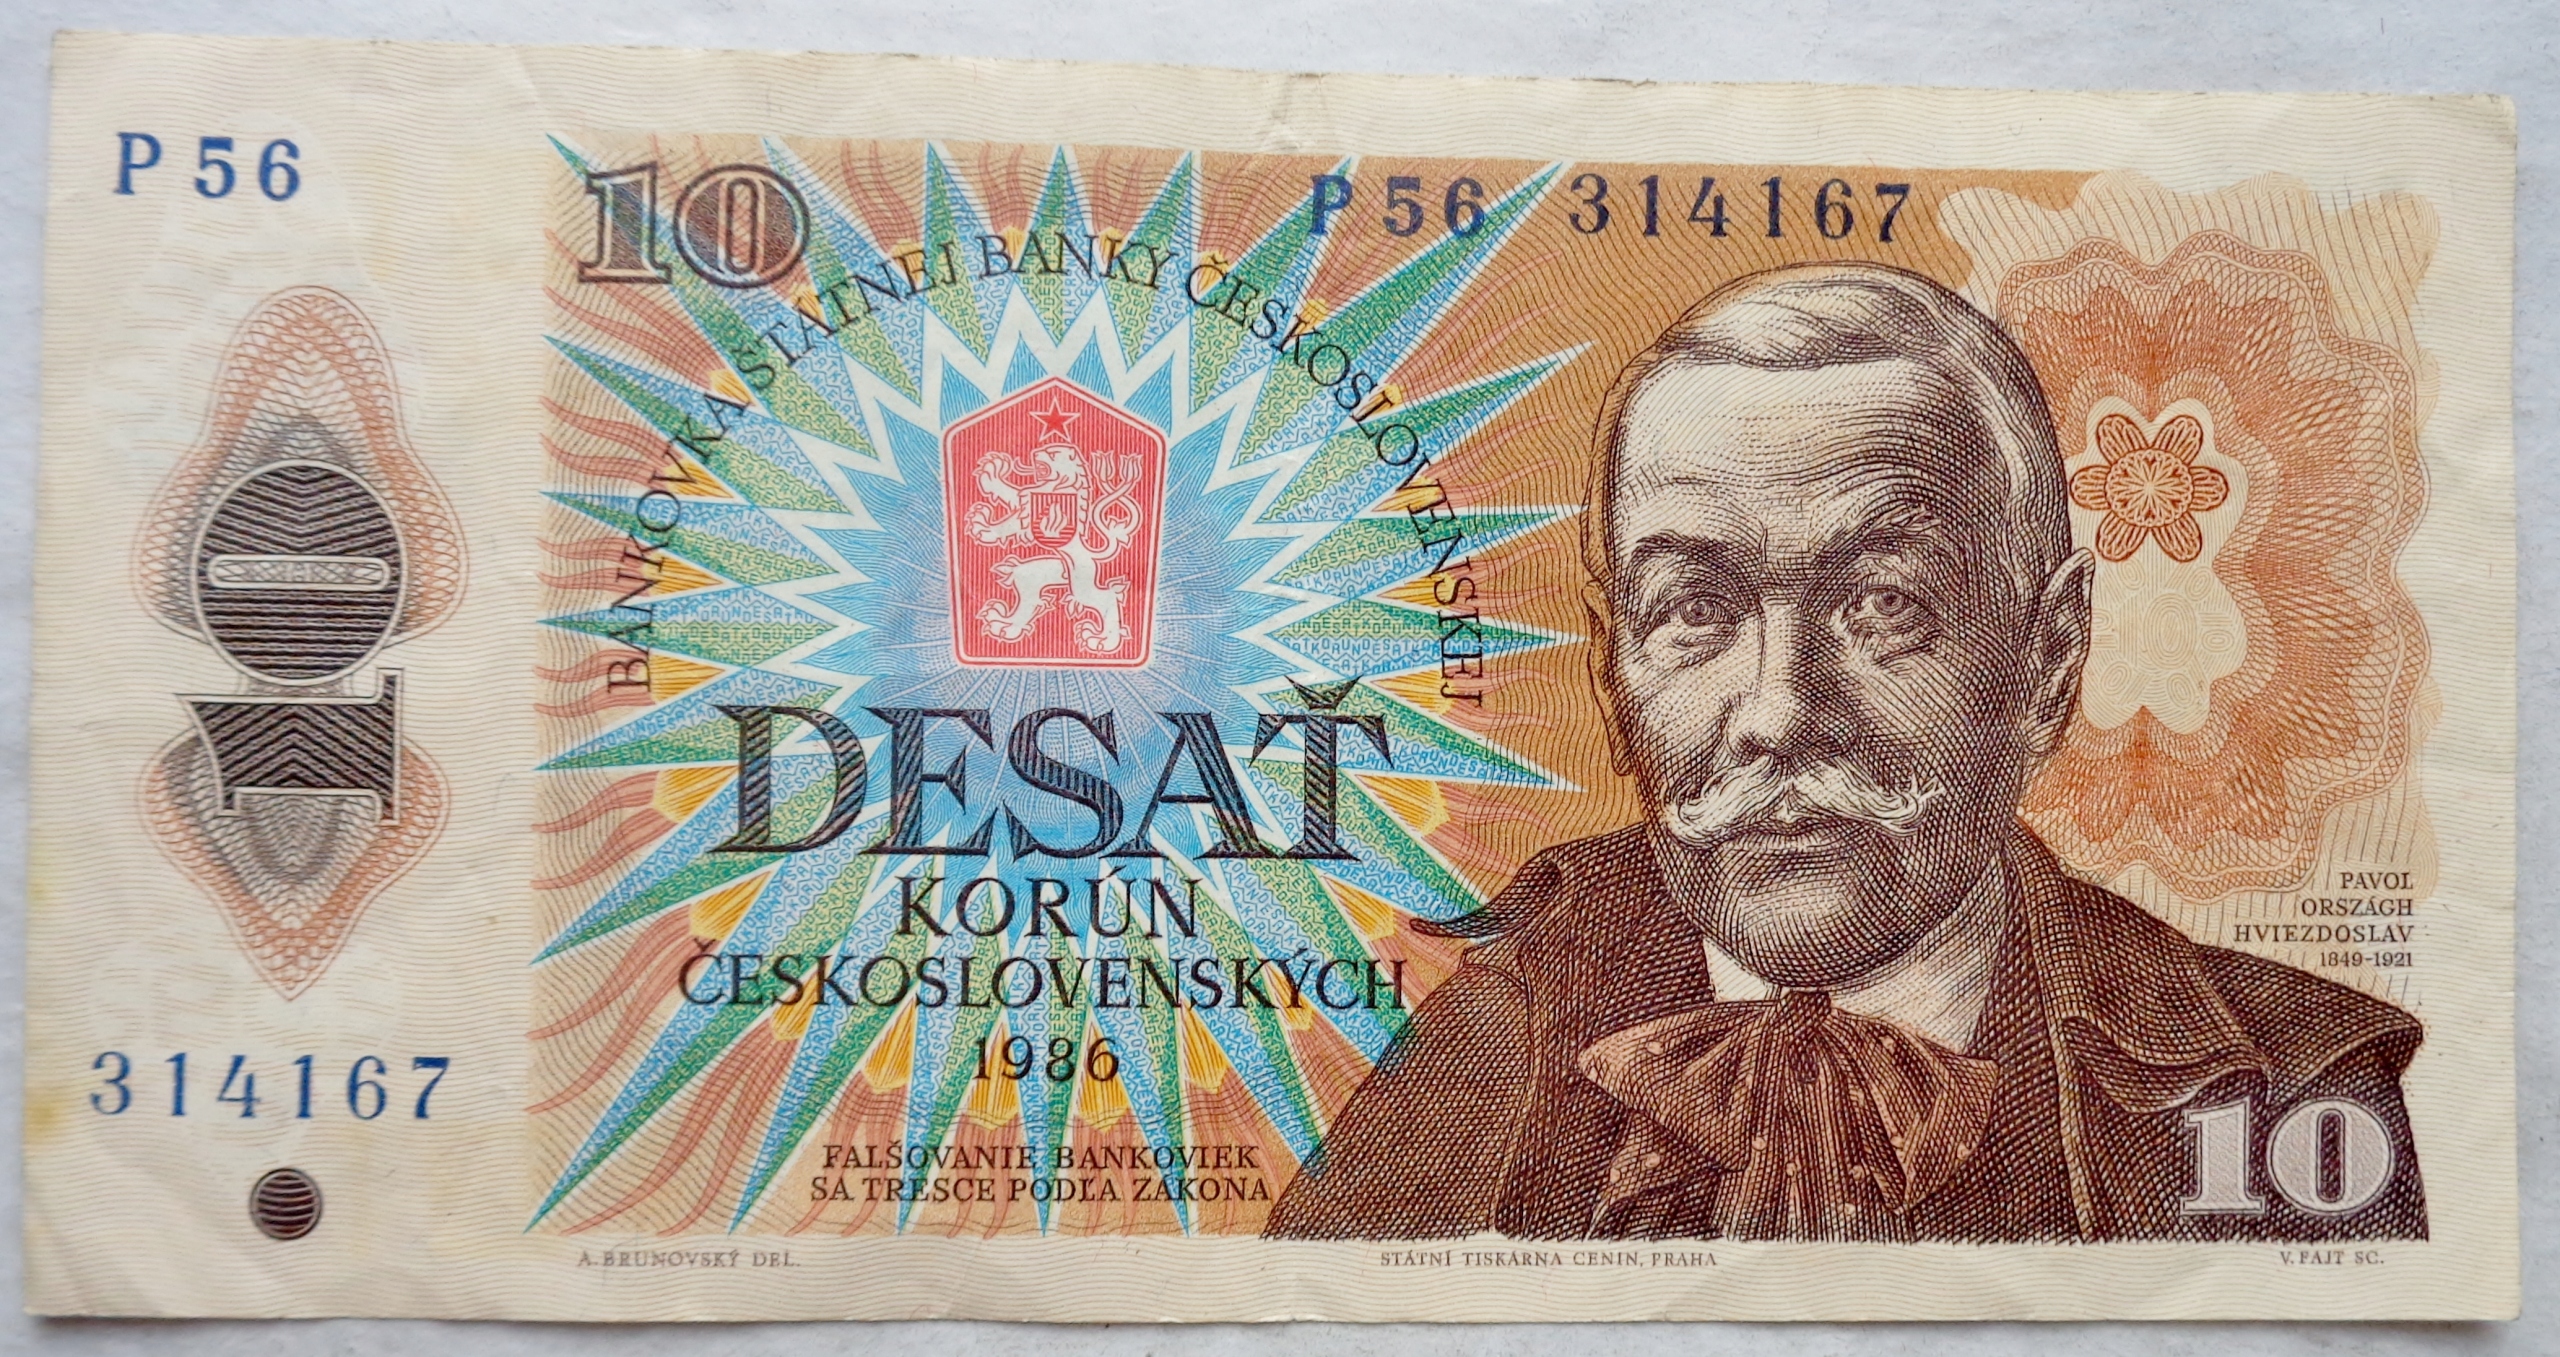 P 56
10
P 56 314167
BANKOVKA ŠTÁTNEJ BANKY ČESKOSLOVENSKEJ
10
DESAŤ
KORÚN
ČESKOSLOVENSKÝCH
1986
PAVOL
ORSZÁGH
HVIEZDOSLAV
1849-1921
314167
10
FALŠOVANIE BANKOVIEK
SA TRESCE PODĽA ZÁKONA
A. BRUNOVSKÝ DEL.
STÁTNÍ TISKÁRNA CENIN, PRAHA
V. FAJT SC.